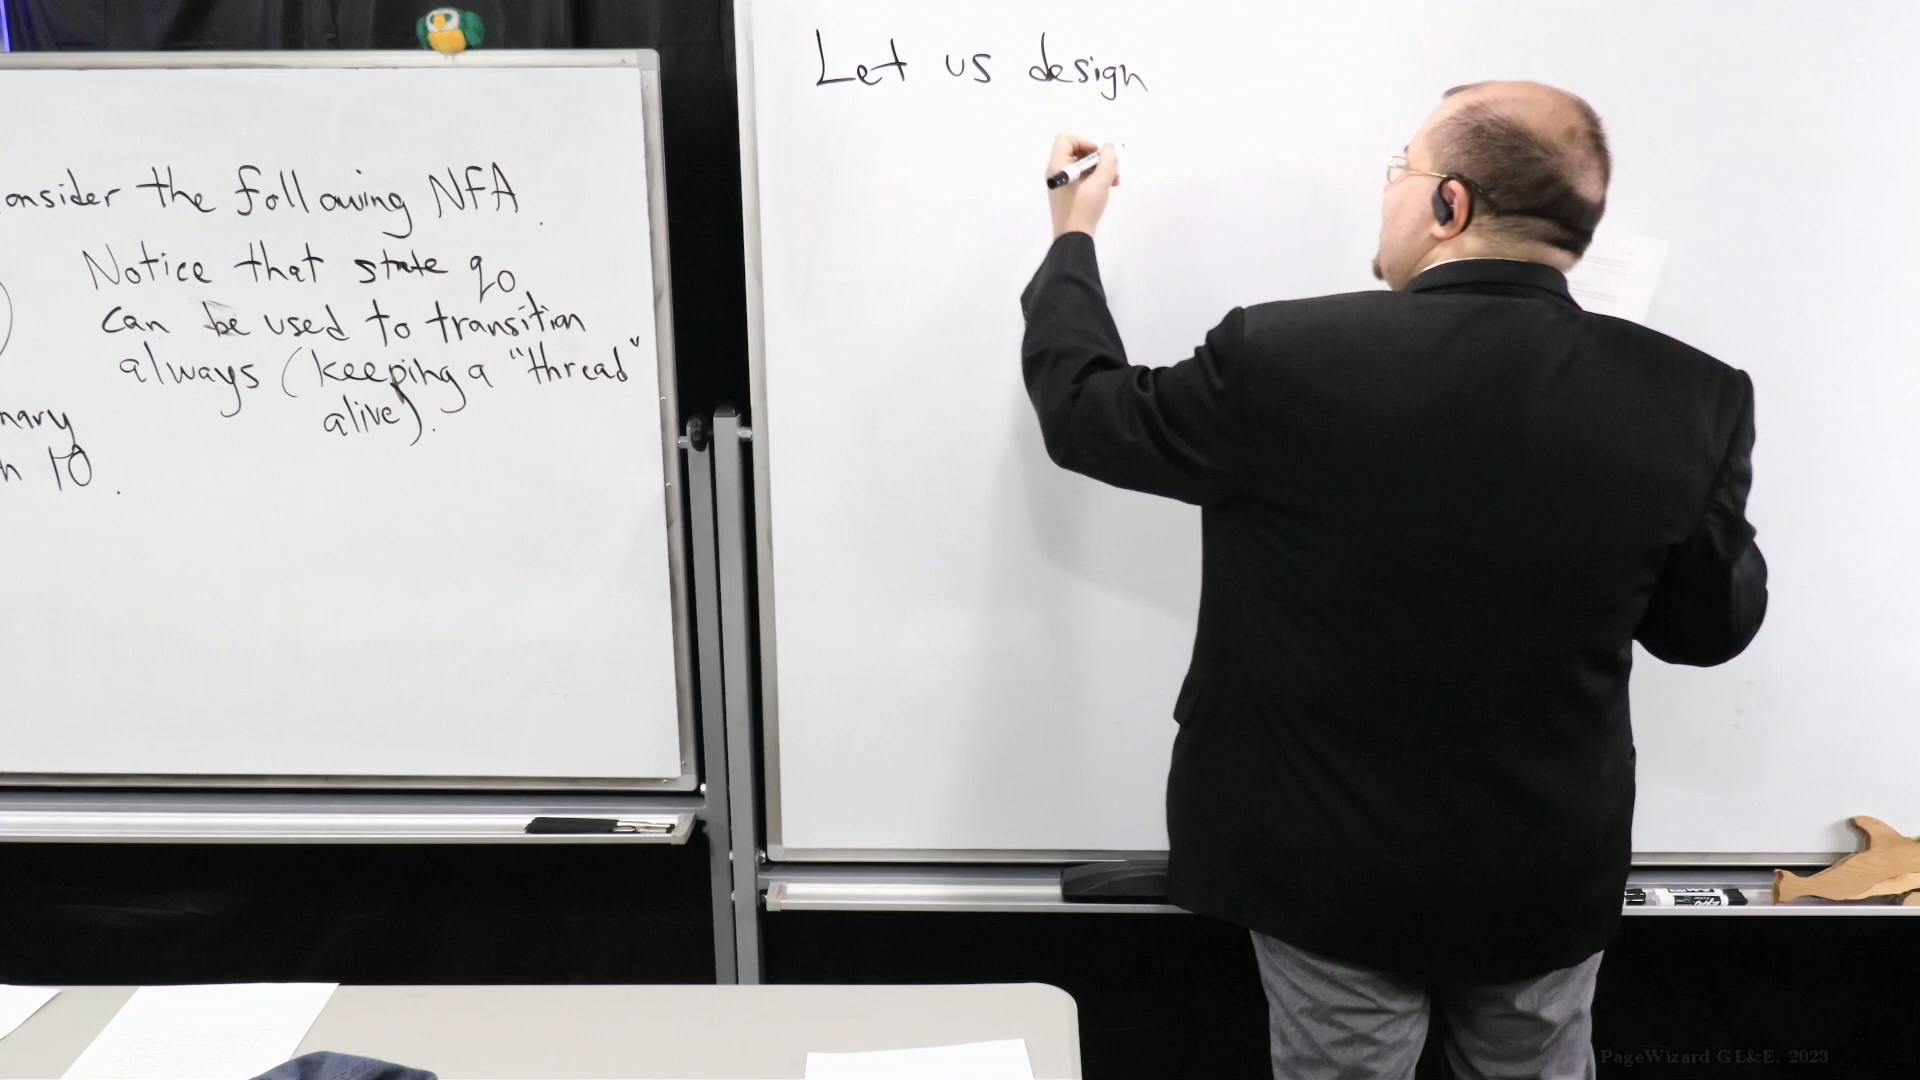 onsider the following NFA.
Notice that state q0
can be used to transition
always (keeping a "thread"
alive).
nary
n 10.
Let us design
EXPO
PageWizard GL&E, 2023